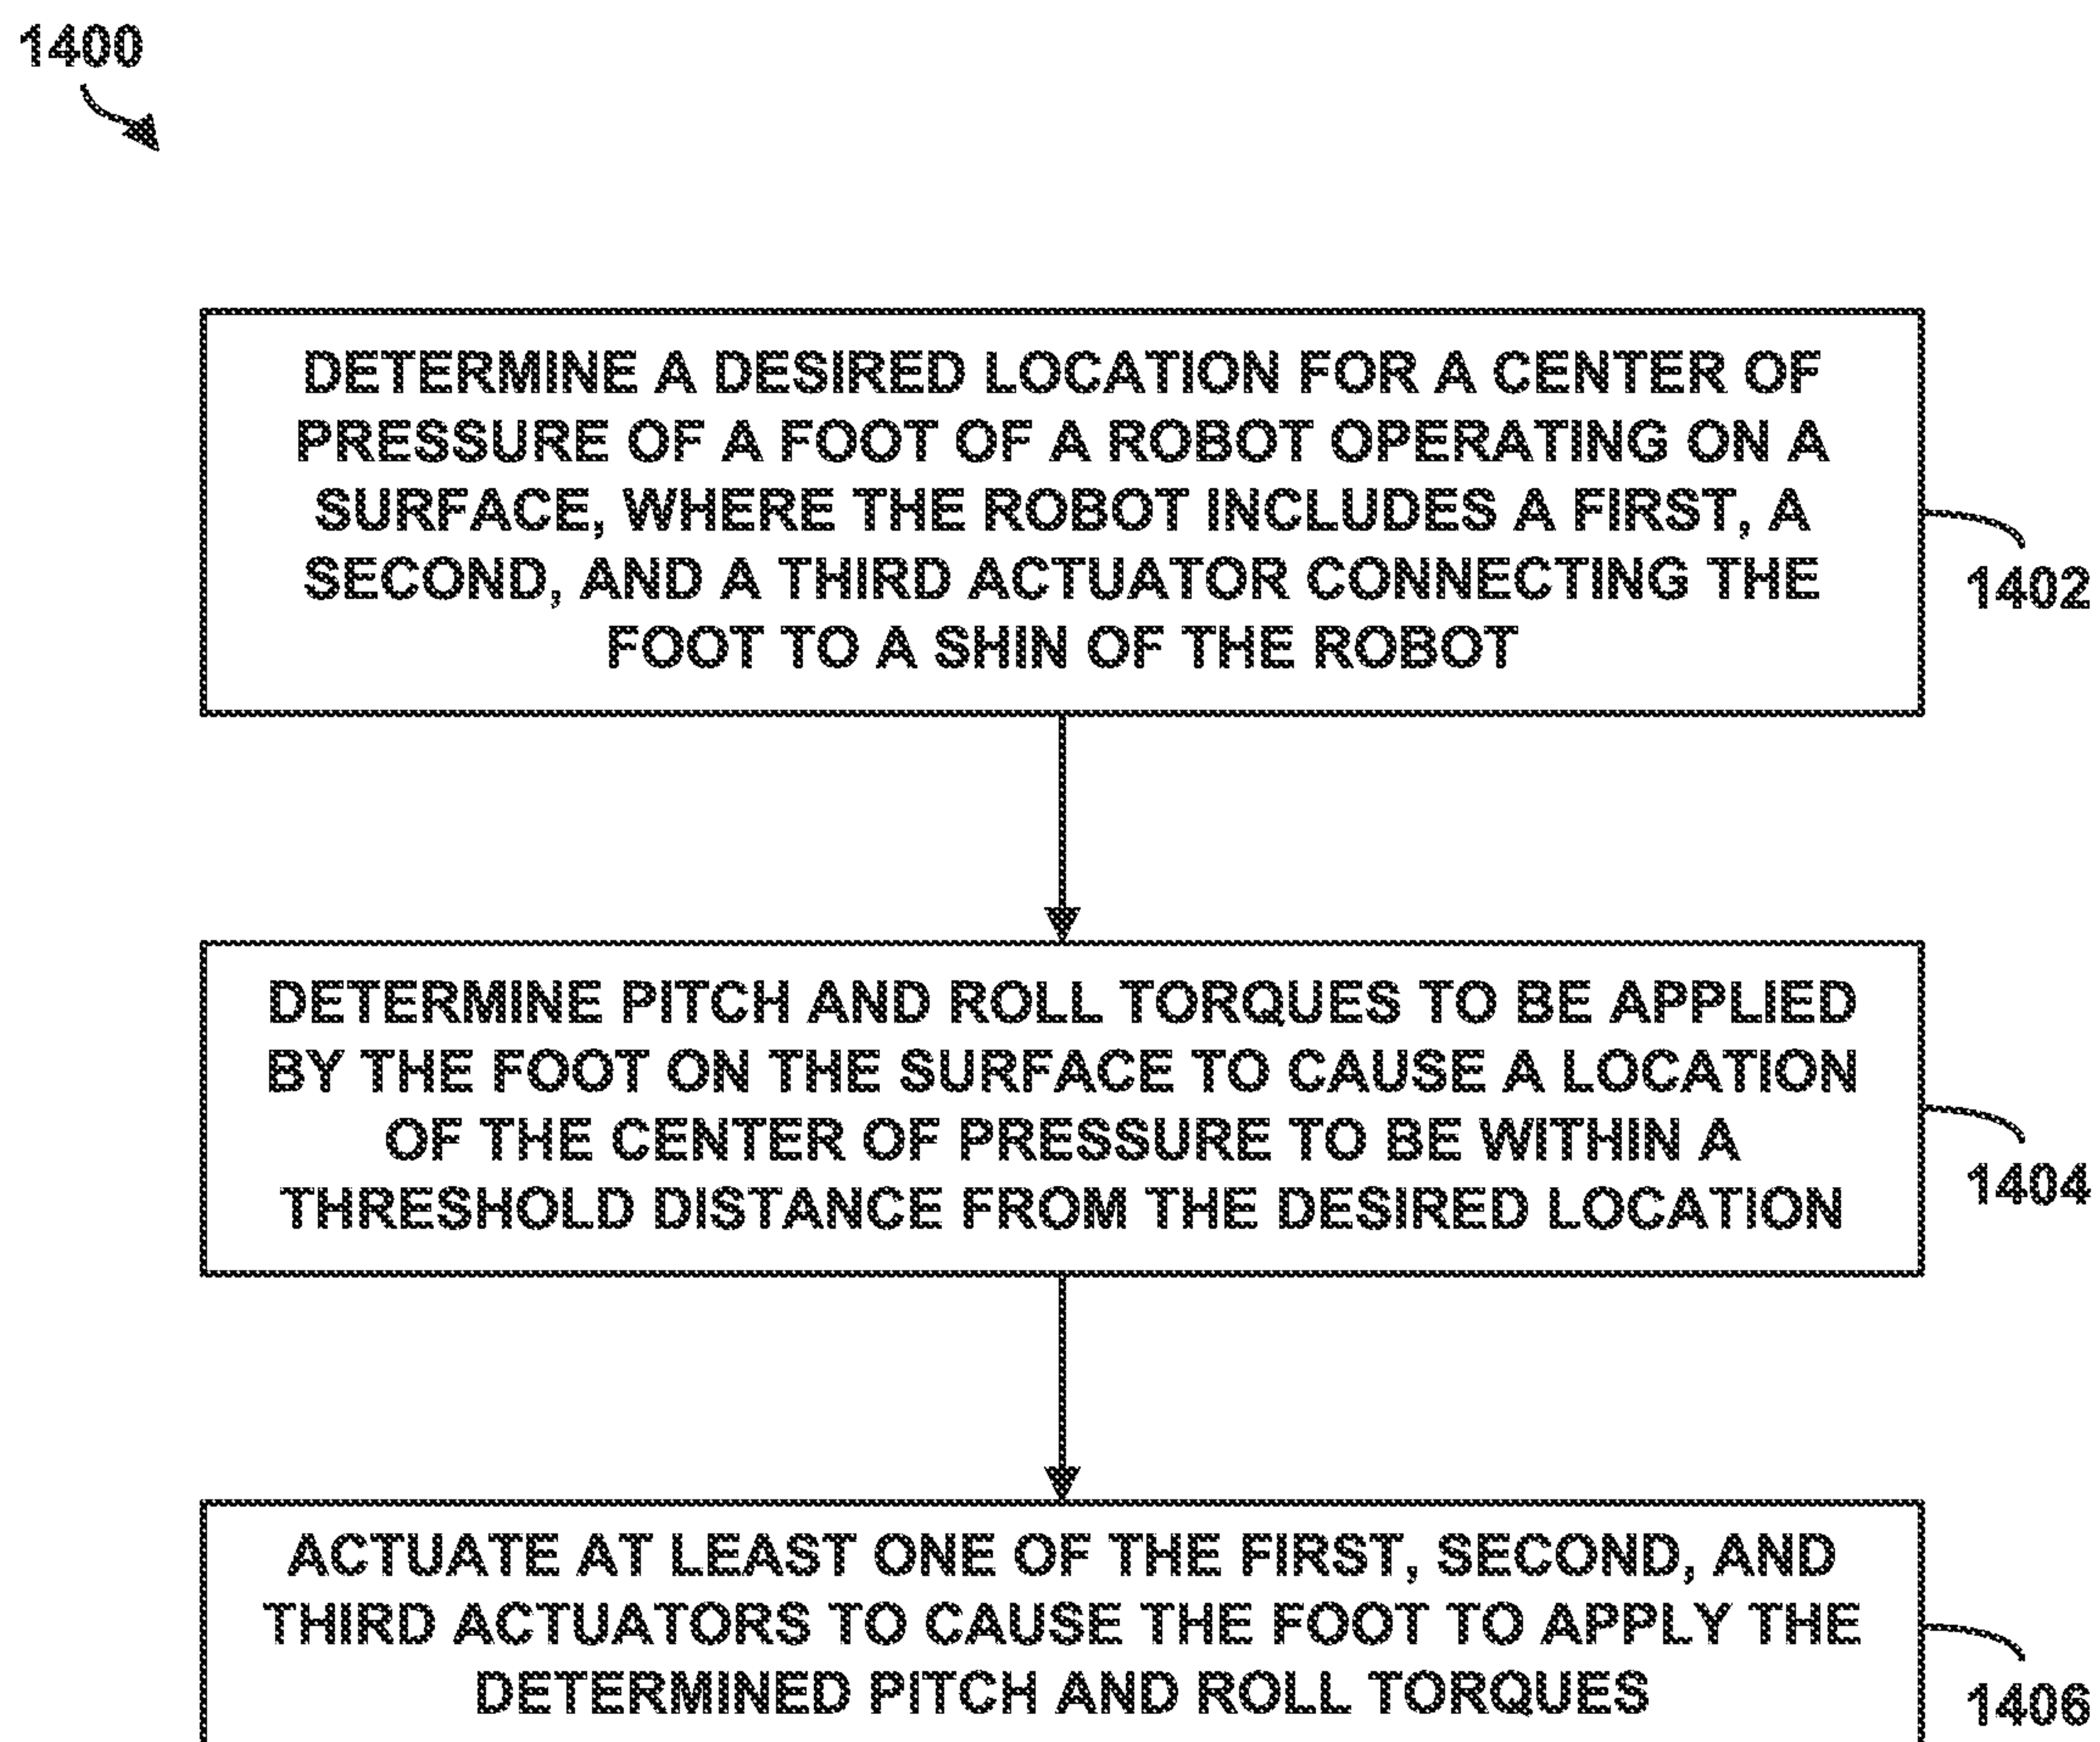 1400
DETERMINE A DESIRED LOCATION FOR A CENTER OF
PRESSURE OF A FOOT OF A ROBOT OPERATING ON A
SURFACE, WHERE THE ROBOT INCLUDES A FIRST, A
SECOND, AND A THIRD ACTUATOR CONNECTING THE
FOOT TO A SHIN OF THE ROBOT
1402
DETERMINE PITCH AND ROLL TORQUES TO BE APPLIED
BY THE FOOT ON THE SURFACE TO CAUSE A LOCATION
OF THE CENTER OF PRESSURE TO BE WITHIN A
THRESHOLD DISTANCE FROM THE DESIRED LOCATION
1404
ACTUATE AT LEAST ONE OF THE FIRST, SECOND, AND
THIRD ACTUATORS TO CAUSE THE FOOT TO APPLY THE
DETERMINED PITCH AND ROLL TORQUES
1406